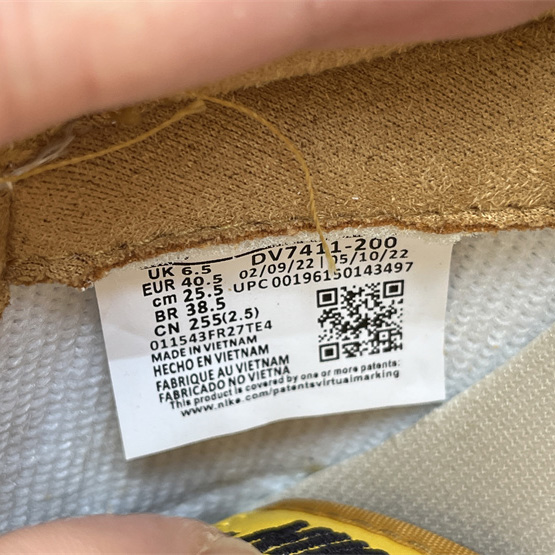 DV7411-200
UK 6.5
02/09/22 | 05/10/22
EUR 40.5
UPC 00196150143497
cm 25.5
BR 38.5
CN 255(2.5)
011543FR27TE4
MADE IN VIETNAM
HECHO EN VIETNAM
FABRIQUE AU VIETNAM
FABRICADO NO VIETNA
This product is covered by one or more patents:
www.nike.com/patentsvirtualmarking